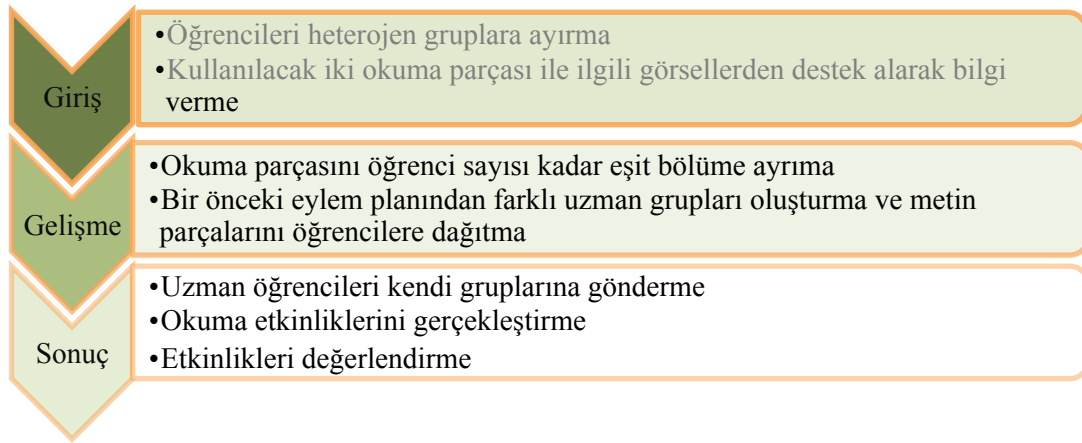 Giriş
•Öğrencileri heterojen gruplara ayırma
•Kullanılacak iki okuma parçası ile ilgili görsellerden destek alarak bilgi
verme
Gelişme
•Okuma parçasını öğrenci sayısı kadar eşit bölüme ayrıma
•Bir önceki eylem planından farklı uzman grupları oluşturma ve metin
parçalarını öğrencilere dağıtma
Sonuç
•Uzman öğrencileri kendi gruplarına gönderme
•Okuma etkinliklerini gerçekleştirme
•Etkinlikleri değerlendirme